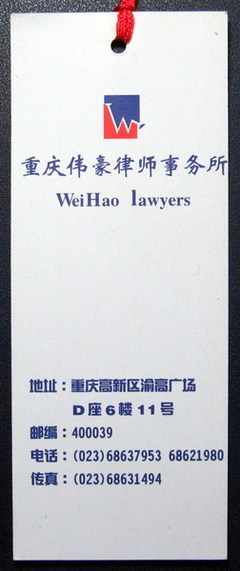 W
重庆伟豪律师事务所
WeiHao lawyers
地址：重庆高新区渝高广场
D座6楼11号
邮编：400039
电话：(023)68637953 68621980
传真：(023)68631494